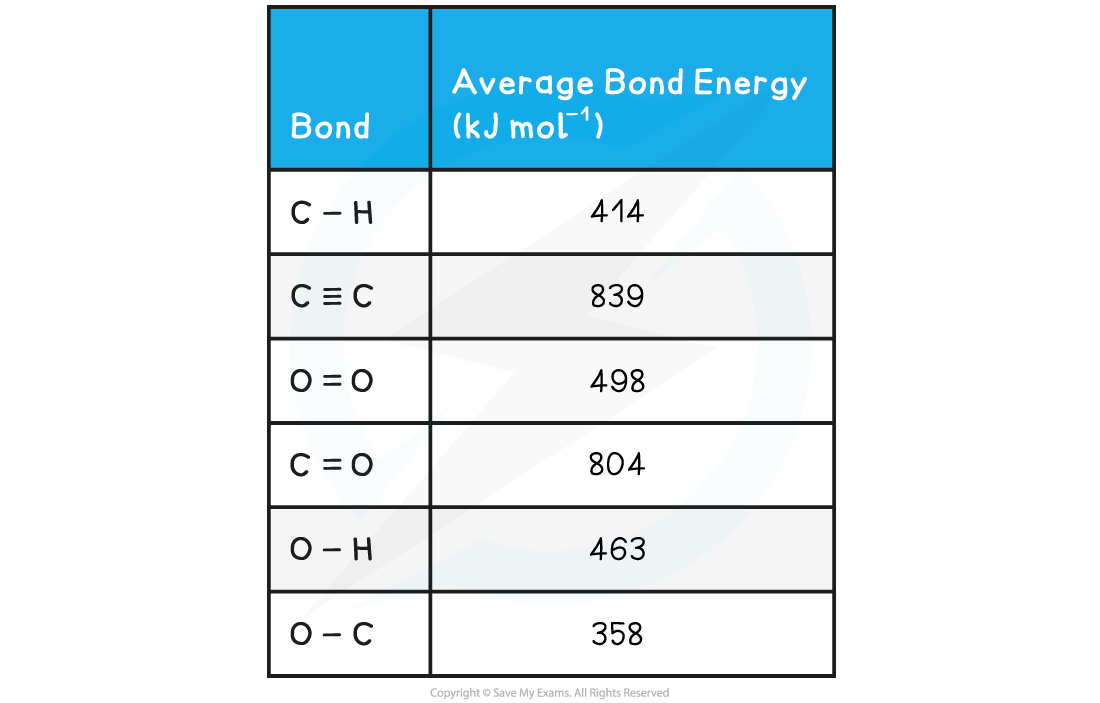 Bond
Average Bond Energy
(kJ mol⁻¹)
C – H 414
C ≡ C 839
O = O 498
C = O 804
O – H 463
O – C 358
Copyright © Save My Exams. All Rights Reserved